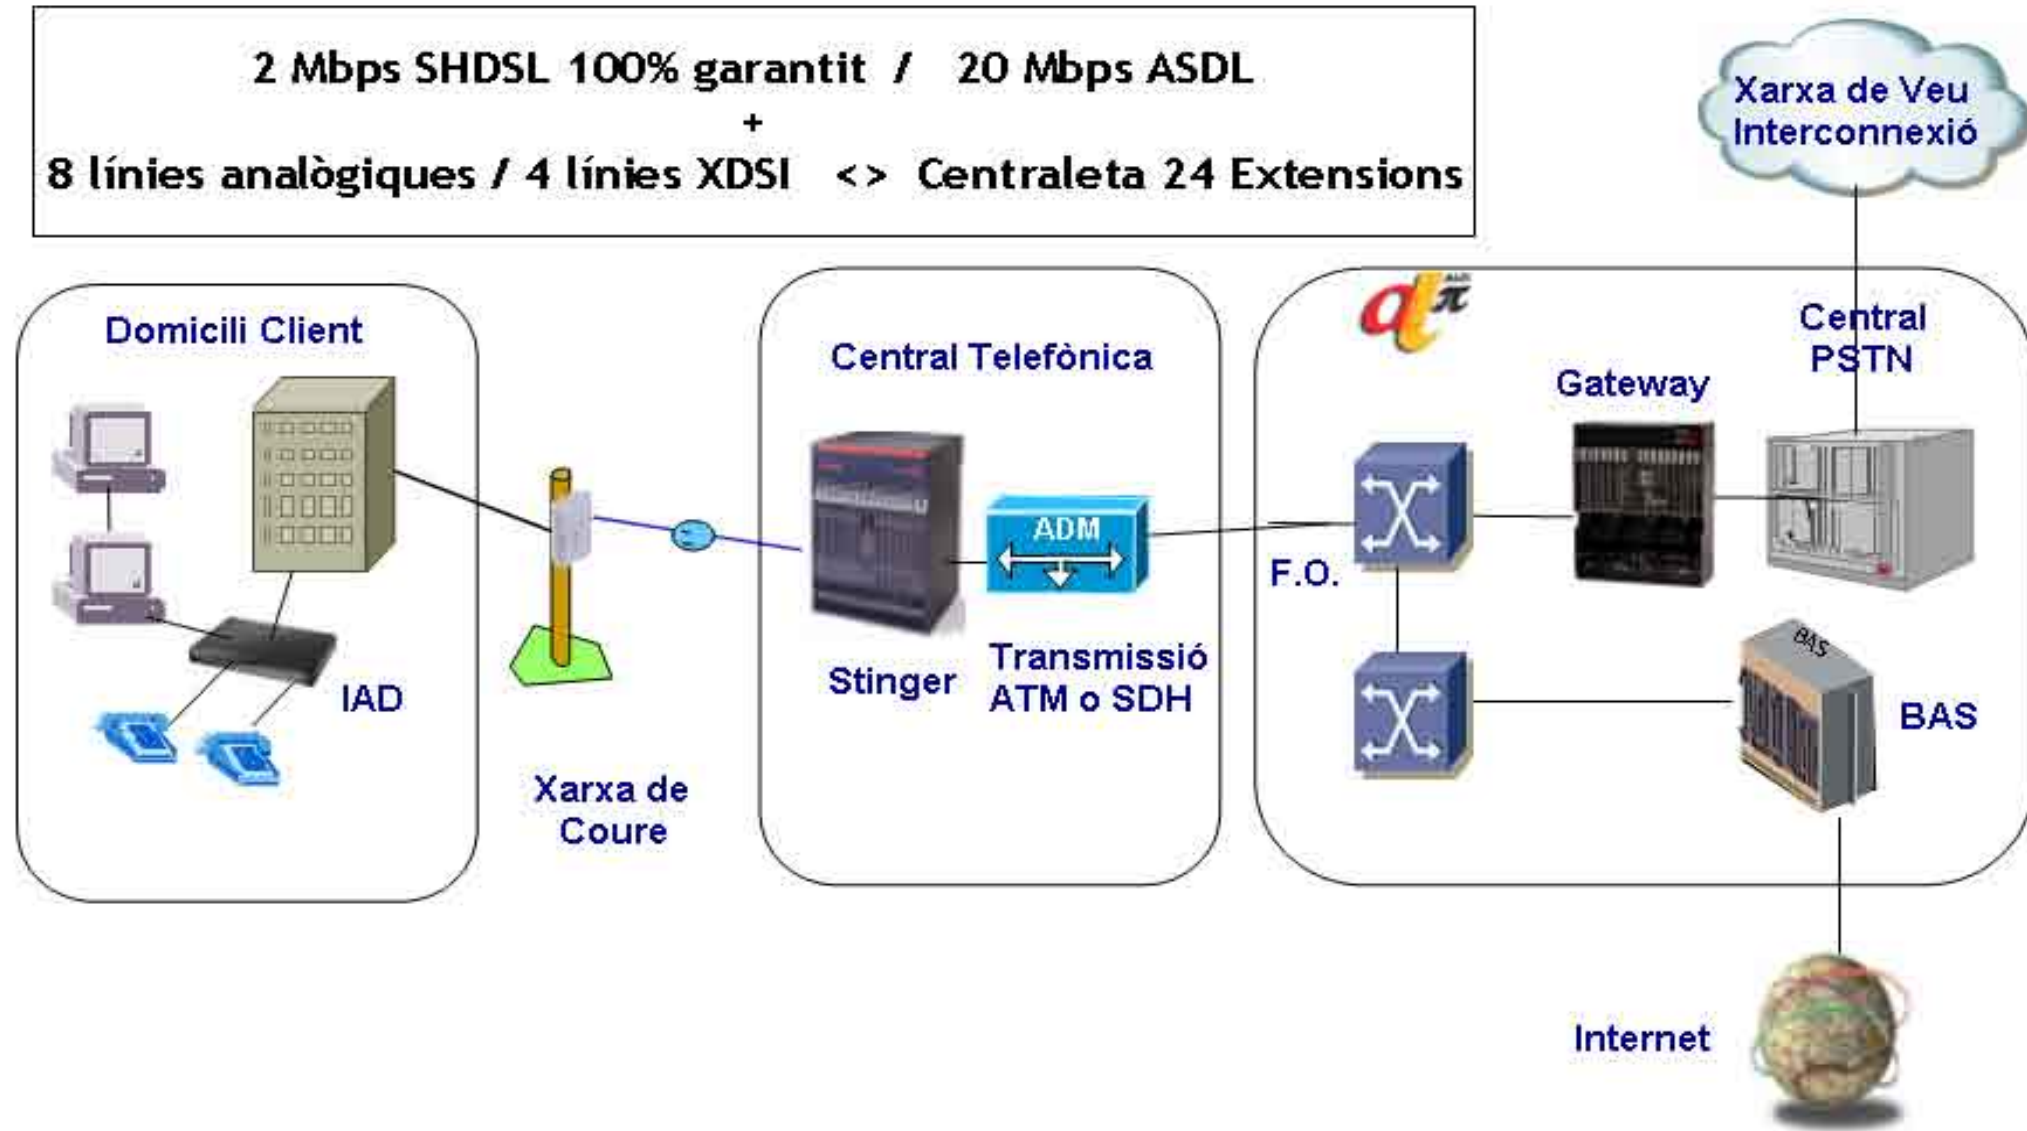 2 Mbps SHDSL 100% garantit / 20 Mbps ASDL
+
8 línies analògiques / 4 línies XDSI <> Centraleta 24 Extensions
Xarxa de Veu
Interconnexió
Domicili Client
IAD
Xarxa de
Coure
Central Telefònica
Stinger
ADM
Transmissió
ATM o SDH
F.O.
Gateway
Central
PSTN
BAS
BAS
Internet